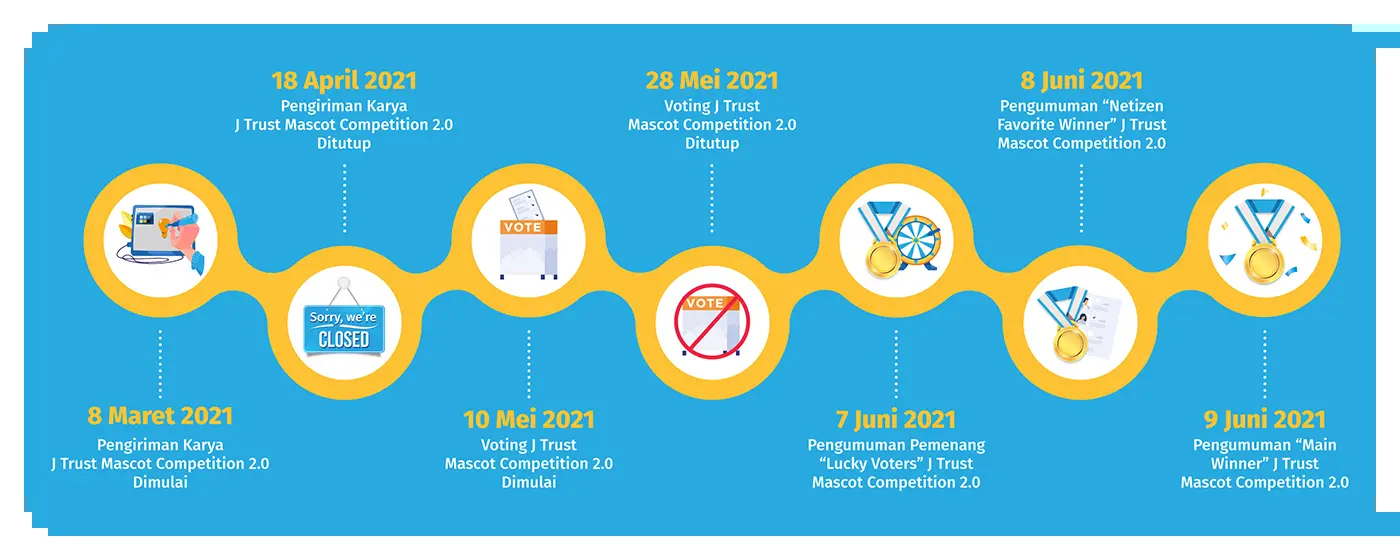 8 Maret 2021
Pengiriman Karya
J Trust Mascot Competition 2.0
Dimulai
18 April 2021
Pengiriman Karya
J Trust Mascot Competition 2.0
Ditutup
Sorry, we're
CLOSED
10 Mei 2021
Voting J Trust
Mascot Competition 2.0
Dimulai
VOTE
28 Mei 2021
Voting J Trust
Mascot Competition 2.0
Ditutup
VOTE
7 Juni 2021
Pengumuman Pemenang
“Lucky Voters” J Trust
Mascot Competition 2.0
8 Juni 2021
Pengumuman “Netizen
Favorite Winner” J Trust
Mascot Competition 2.0
9 Juni 2021
Pengumuman “Main
Winner” J Trust
Mascot Competition 2.0